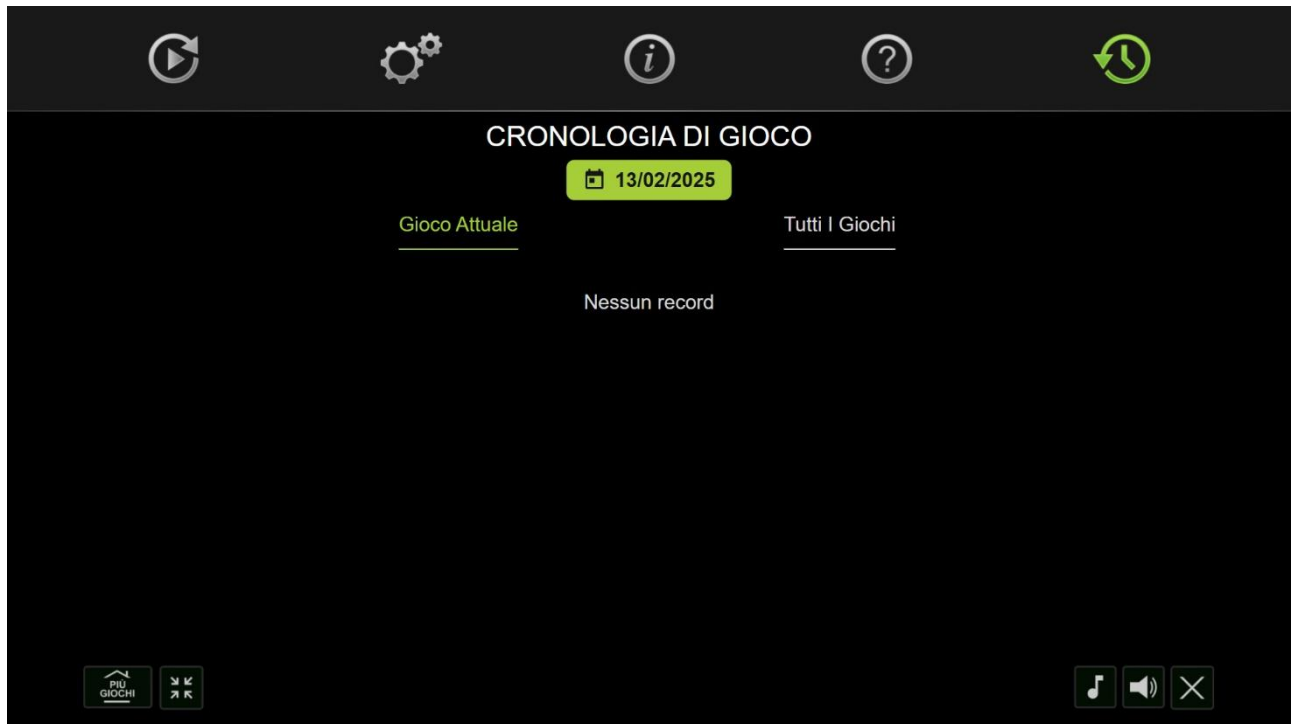 CRONOLOGIA DI GIOCO
13/02/2025
Gioco Attuale
Tutti I Giochi
Nessun record
PIÙ
GIOCHI